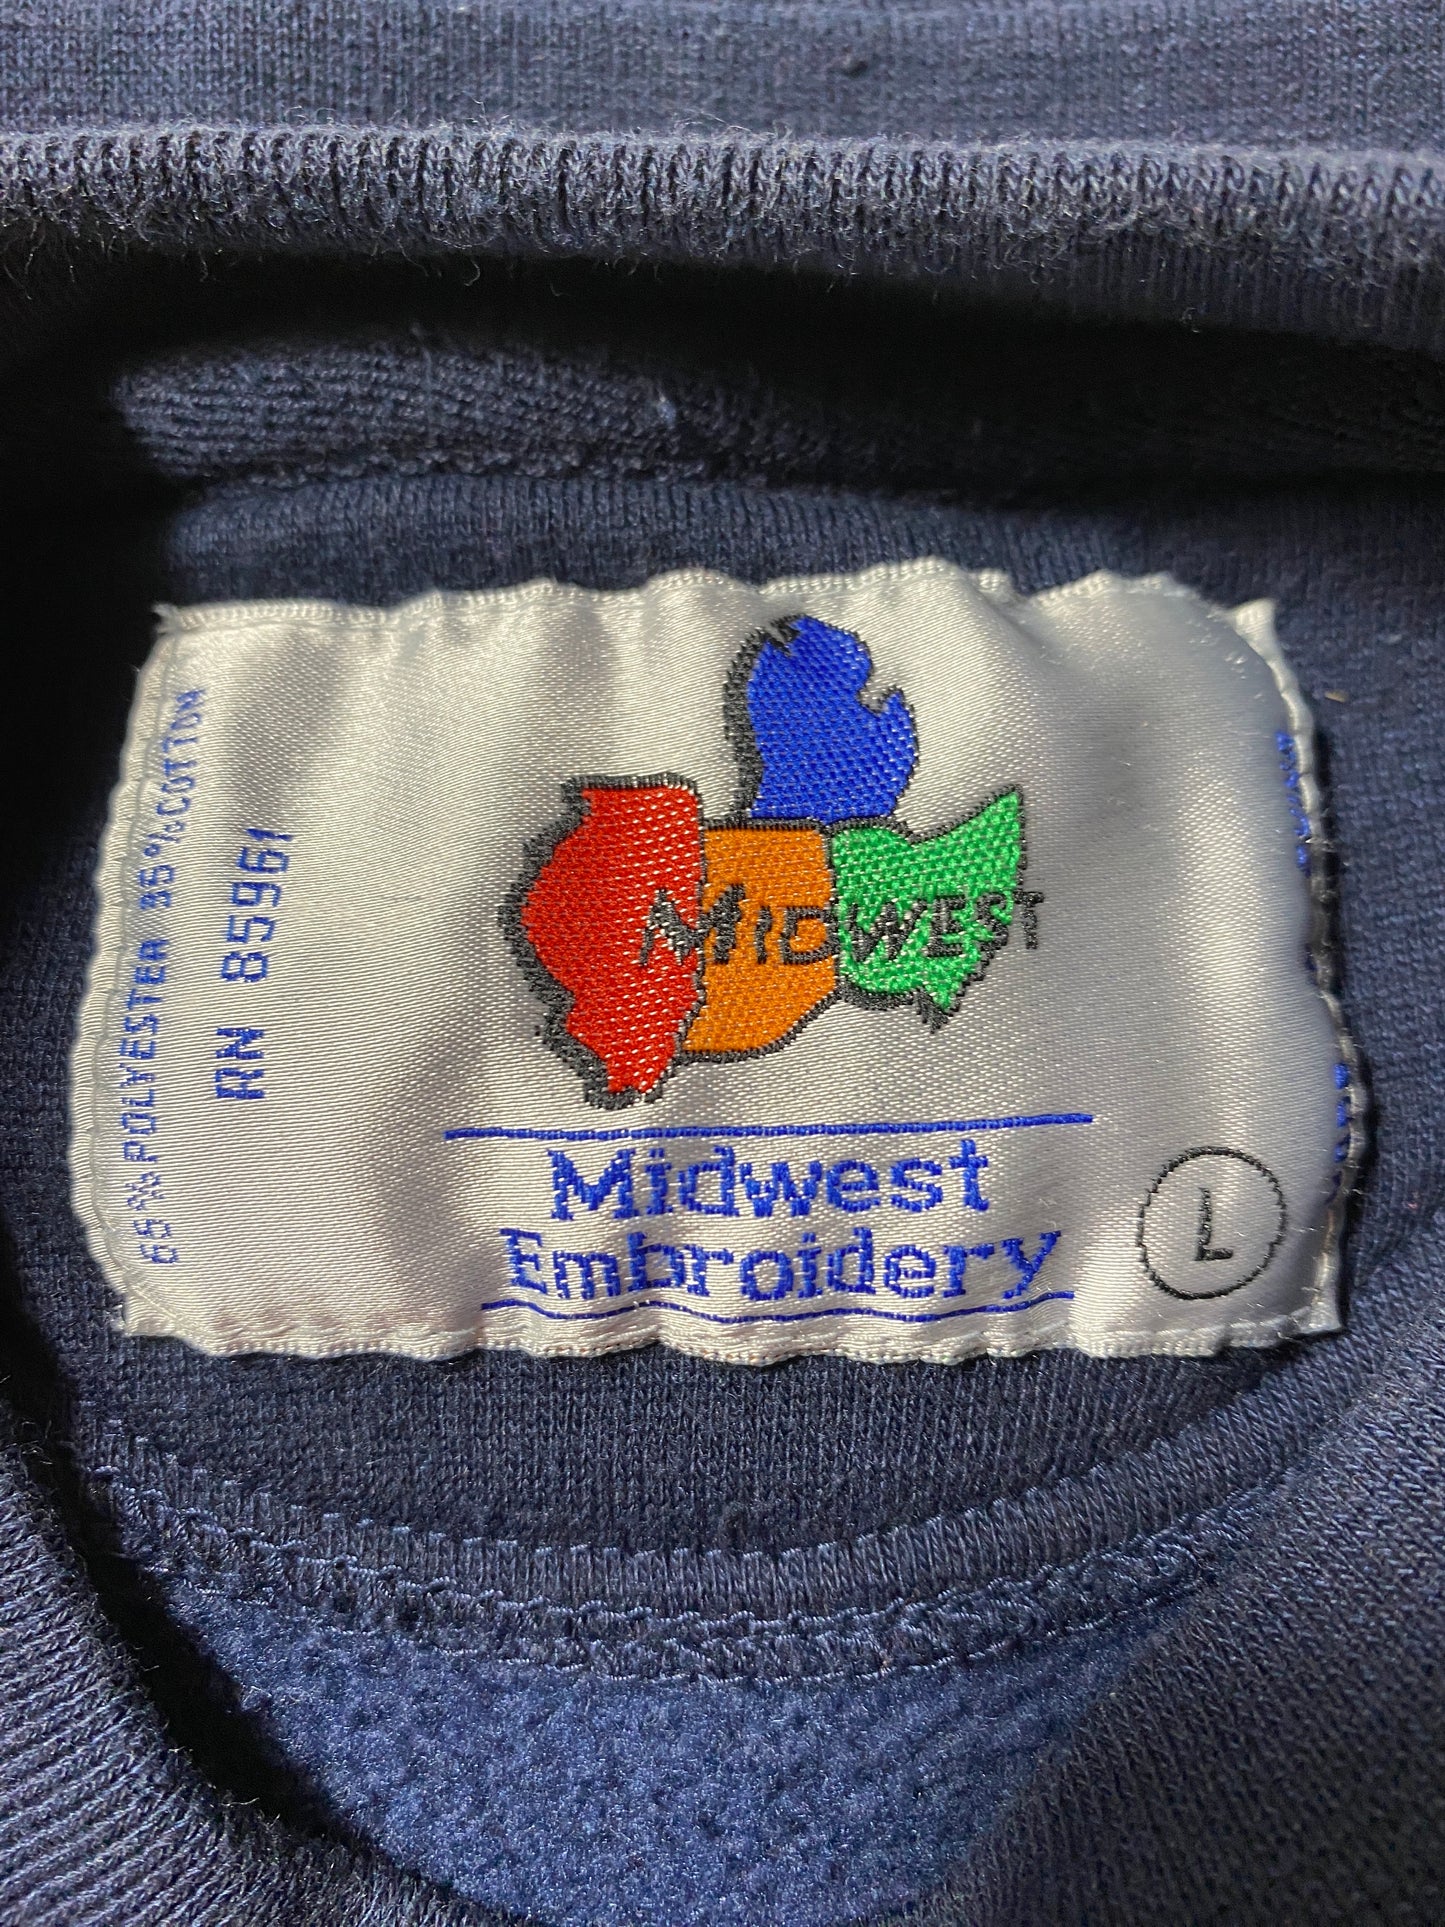 65% POLYESTER 35% COTTON
RN 85961
MIDWEST
Midwest
Embroidery
L